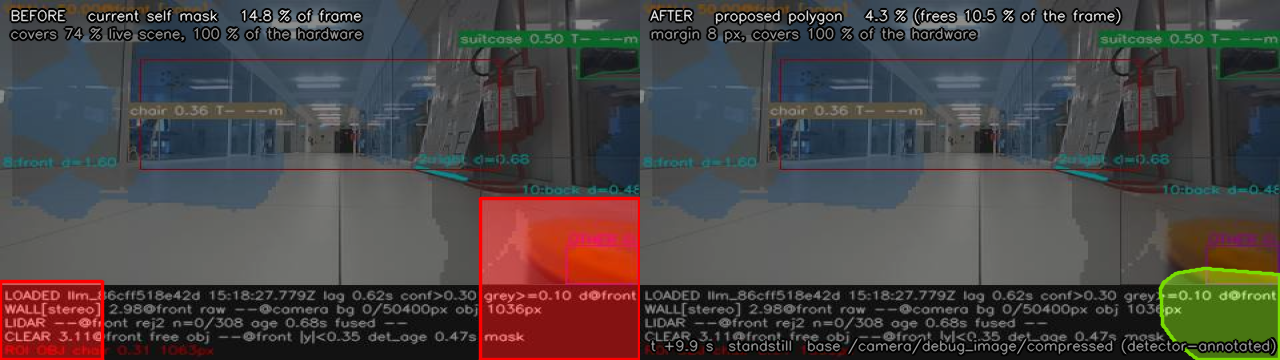 BEFORE current self mask 14.8 % of frame
covers 74 % live scene, 100 % of the hardware
suitcase 0.50 T- --m
chair 0.36 T- --m
8:front d=1.60
2:right d=0.68
10:back d=0.48
LOADED llm_86cff518e42d 15:18:27.779Z lag 0.62s conf>0.30 grey>=0.10 d@front
WALL[stereo] 2.98@front raw --@camera bg 0/50400px obj 1036px
LIDAR --@front rej2 n=0/308 age 0.68s fused --
CLEAR 3.11@front free obj --@front |y|<0.35 det_age 0.47s mask
ROI OBJ chair 0.31 1063px
AFTER proposed polygon 4.3 % (frees 10.5 % of the frame)
margin 8 px, covers 100 % of the hardware
suitcase 0.50 T- --m
chair 0.36 T- --m
8:front d=1.60
2:right d=0.68
10:back d=0.48
LOADED llm_86cff518e42d 15:18:27.779Z lag 0.62s conf>0.30 grey>=0.10 d@front
WALL[stereo] 2.98@front raw --@camera bg 0/50400px obj 1036px
LIDAR --@front rej2 n=0/308 age 0.68s fused --
CLEAR 3.11@front free obj --@front |y|<0.35 det_age 0.47s mask
t +9.9 s standstill base /camera/debug_image/compressed (detector-annotated)